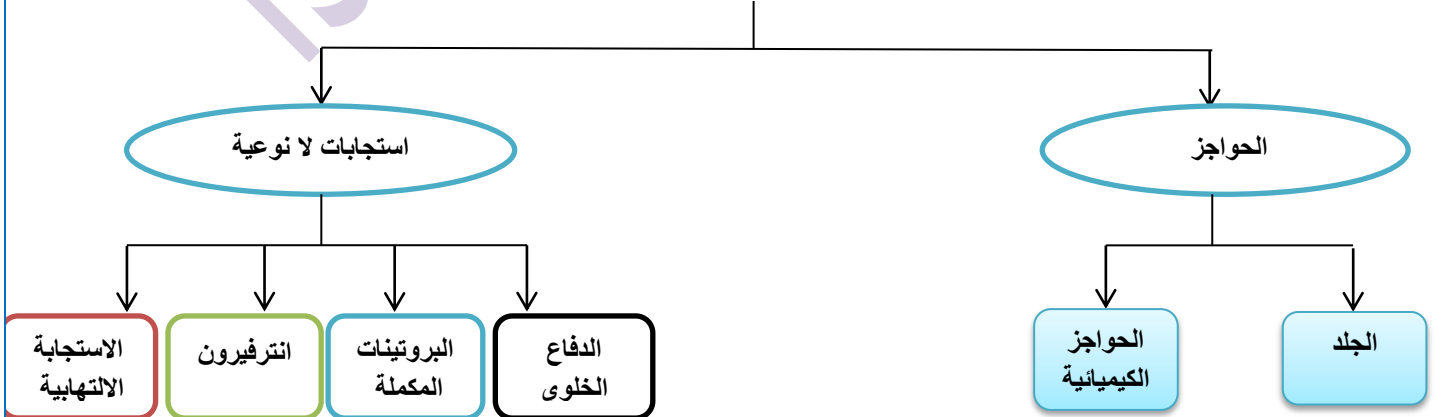 الحواجز
استجابات لا نوعية
الجلد
الحواجز
الكيميائية
الدفاع
الخلوى
البروتينات
المكملة
انترفيرون
الاستجابة
الالتهابية